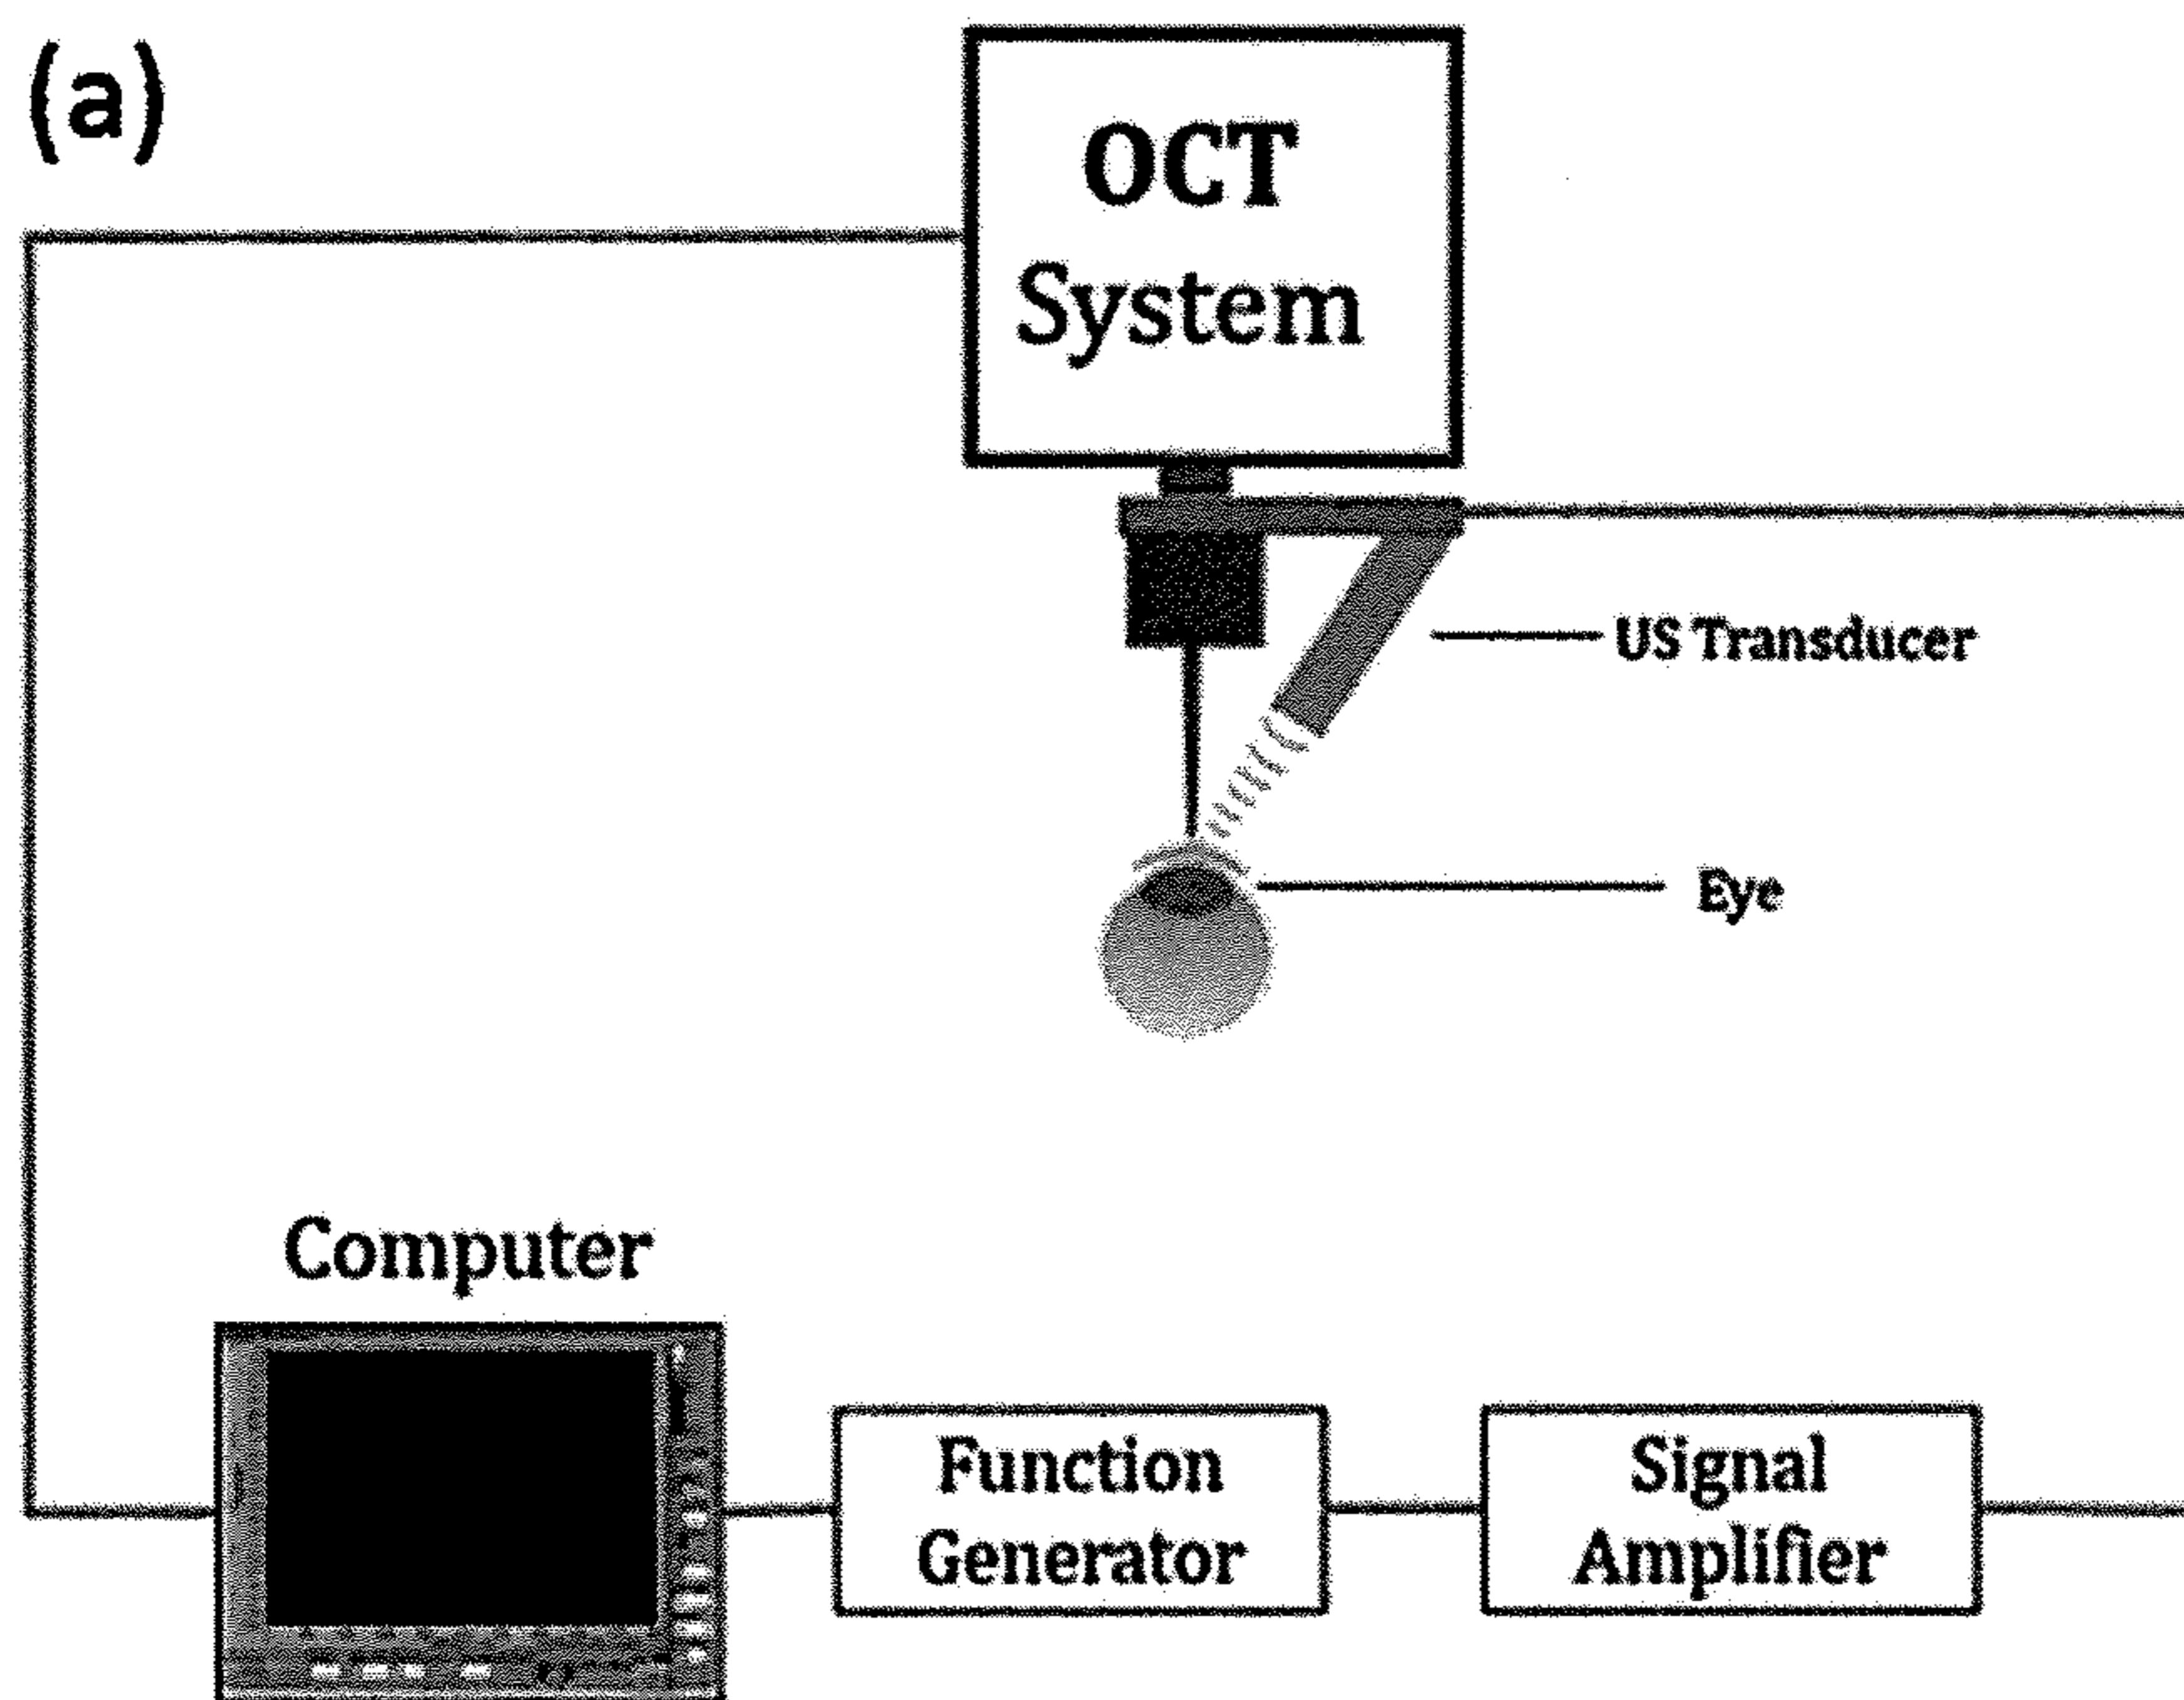 (a)
OCT
System
US Transducer
Eye
Computer
Function
Generator
Signal
Amplifier